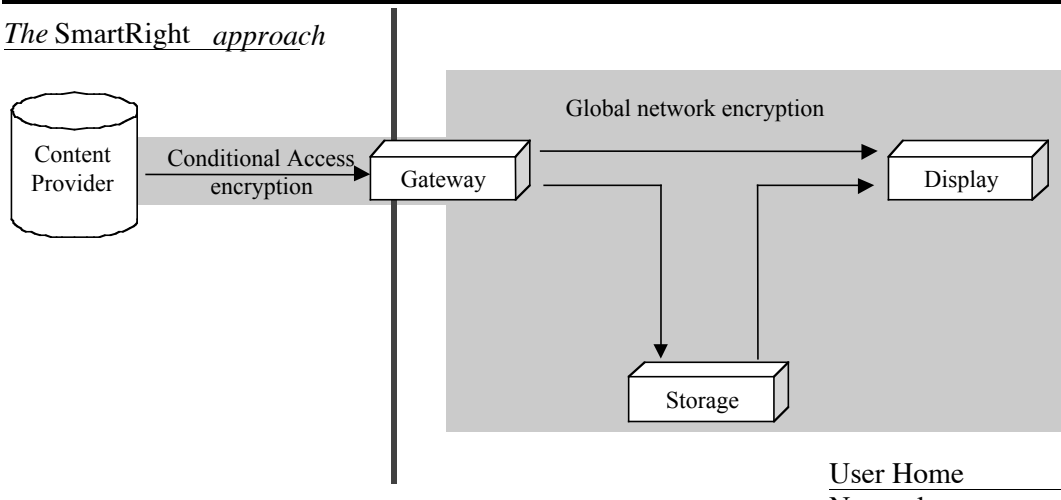 The SmartRight approach
Global network encryption
Content
Provider
Conditional Access
encryption
Gateway
Display
Storage
User Home